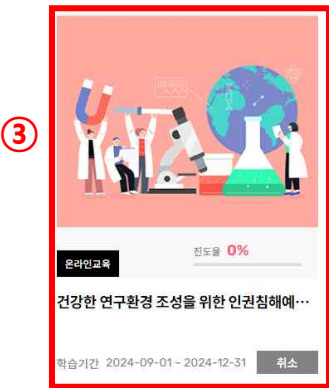 ③
진도율 0%
온라인교육
건강한 연구환경 조성을 위한 인권침해예…
학습기간 2024-09-01 ~ 2024-12-31 취소